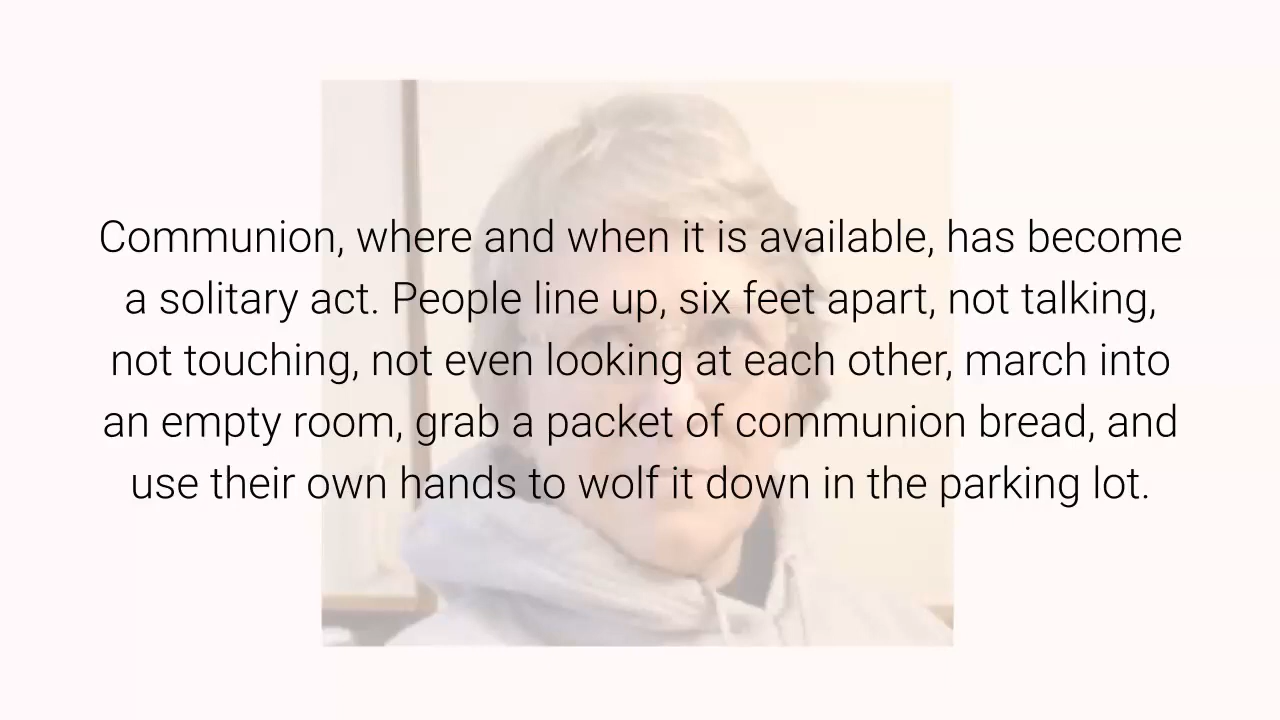 Communion, where and when it is available, has become
a solitary act. People line up, six feet apart, not talking,
not touching, not even looking at each other, march into
an empty room, grab a packet of communion bread, and
use their own hands to wolf it down in the parking lot.